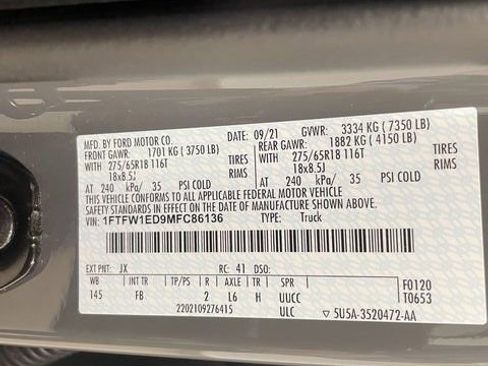 MFD. BY FORD MOTOR CO. DATE: 09/21 GVWR: 3334 KG ( 7350 LB)
FRONT GAWR: 1701 KG ( 3750 LB) REAR GAWR: 1882 KG ( 4150 LB)
WITH 275/65R18 116T TIRES WITH 275/65R18 116T TIRES
18x8.5J RIMS 18x8.5J RIMS
AT 240 kPa/ 35 PSI COLD AT 240 kPa/ 35 PSI COLD
THIS VEHICLE CONFORMS TO ALL APPLICABLE FEDERAL MOTOR VEHICLE
SAFETY STANDARDS IN EFFECT ON THE DATE OF MANUFACTURE SHOWN ABOVE.
VIN: 1FTFW1ED9MFC86136 TYPE: Truck
EXT PNT: JX RC: 41 DSO:
WB INT TR TP/PS R AXLE TR SPR F0120
145 FB 2 L6 H UUCC T0653
2202109276415 ULC ▽ 5U5A-3520472-AA